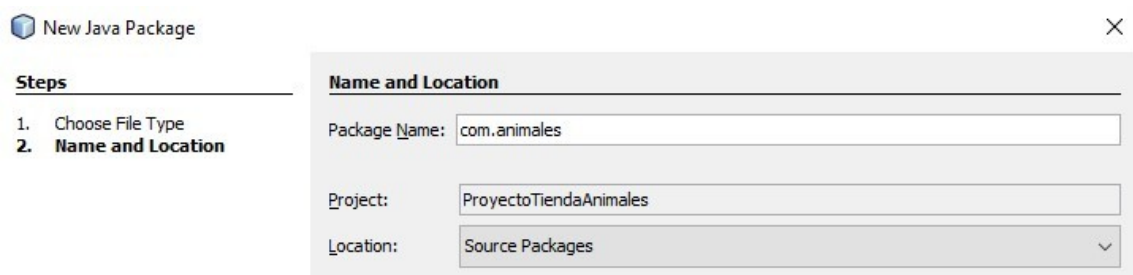 New Java Package
Steps
1. Choose File Type
2. Name and Location
Name and Location
Package Name: com.animales
Project: ProyectoTiendaAnimales
Location: Source Packages